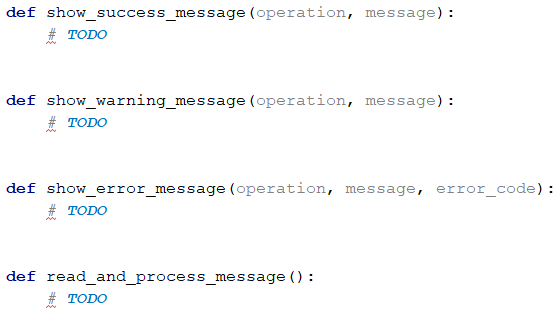 def show_success_message(operation, message):
    # TODO
def show_warning_message(operation, message):
    # TODO
def show_error_message(operation, message, error_code):
    # TODO
def read_and_process_message():
    # TODO